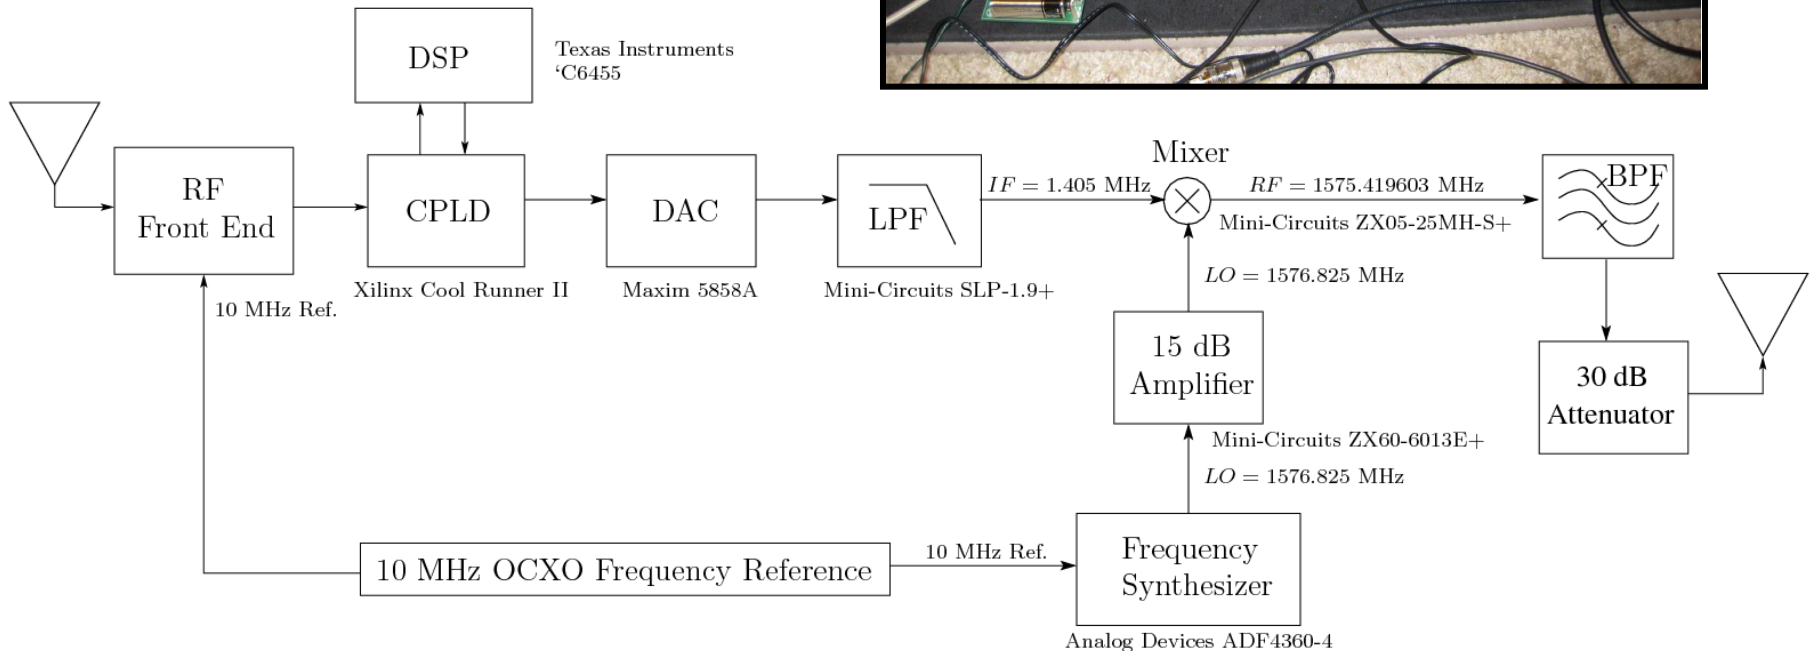 DSP
Texas Instruments
‘C6455
RF
Front End
CPLD
Xilinx Cool Runner II
DAC
Maxim 5858A
LPF
Mini-Circuits SLP-1.9+
IF = 1.405 MHz
Mixer
RF = 1575.419603 MHz
Mini-Circuits ZX05-25MH-S+
BPF
10 MHz Ref.
LO = 1576.825 MHz
15 dB
Amplifier
30 dB
Attenuator
Mini-Circuits ZX60-6013E+
LO = 1576.825 MHz
10 MHz OCXO Frequency Reference
10 MHz Ref.
Frequency
Synthesizer
Analog Devices ADF4360-4